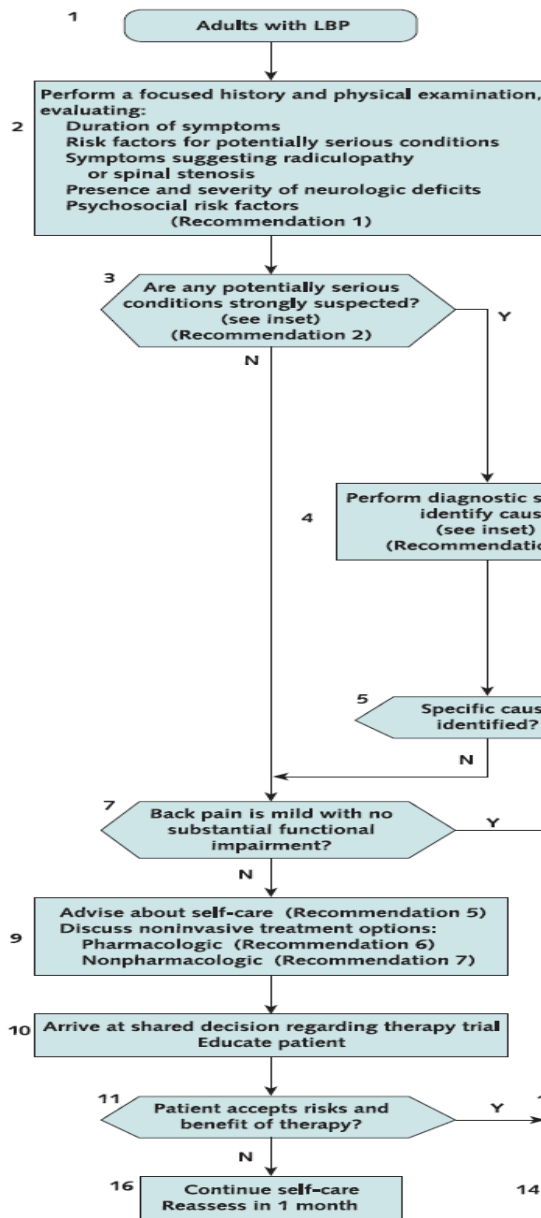 1
Adults with LBP
2
Perform a focused history and physical examination,
evaluating:
Duration of symptoms
Risk factors for potentially serious conditions
Symptoms suggesting radiculopathy
or spinal stenosis
Presence and severity of neurologic deficits
Psychosocial risk factors
(Recommendation 1)
3
Are any potentially serious
conditions strongly suspected?
(see inset)
(Recommendation 2)
Y
N
4
Perform diagnostic s
identify caus
(see inset)
(Recommendatio
5
Specific caus
identified?
N
7
Back pain is mild with no
substantial functional
impairment?
Y
N
9
Advise about self-care (Recommendation 5)
Discuss noninvasive treatment options:
Pharmacologic (Recommendation 6)
Nonpharmacologic (Recommendation 7)
10
Arrive at shared decision regarding therapy trial
Educate patient
11
Patient accepts risks and
benefit of therapy?
Y
1
N
16
Continue self-care
Reassess in 1 month
14